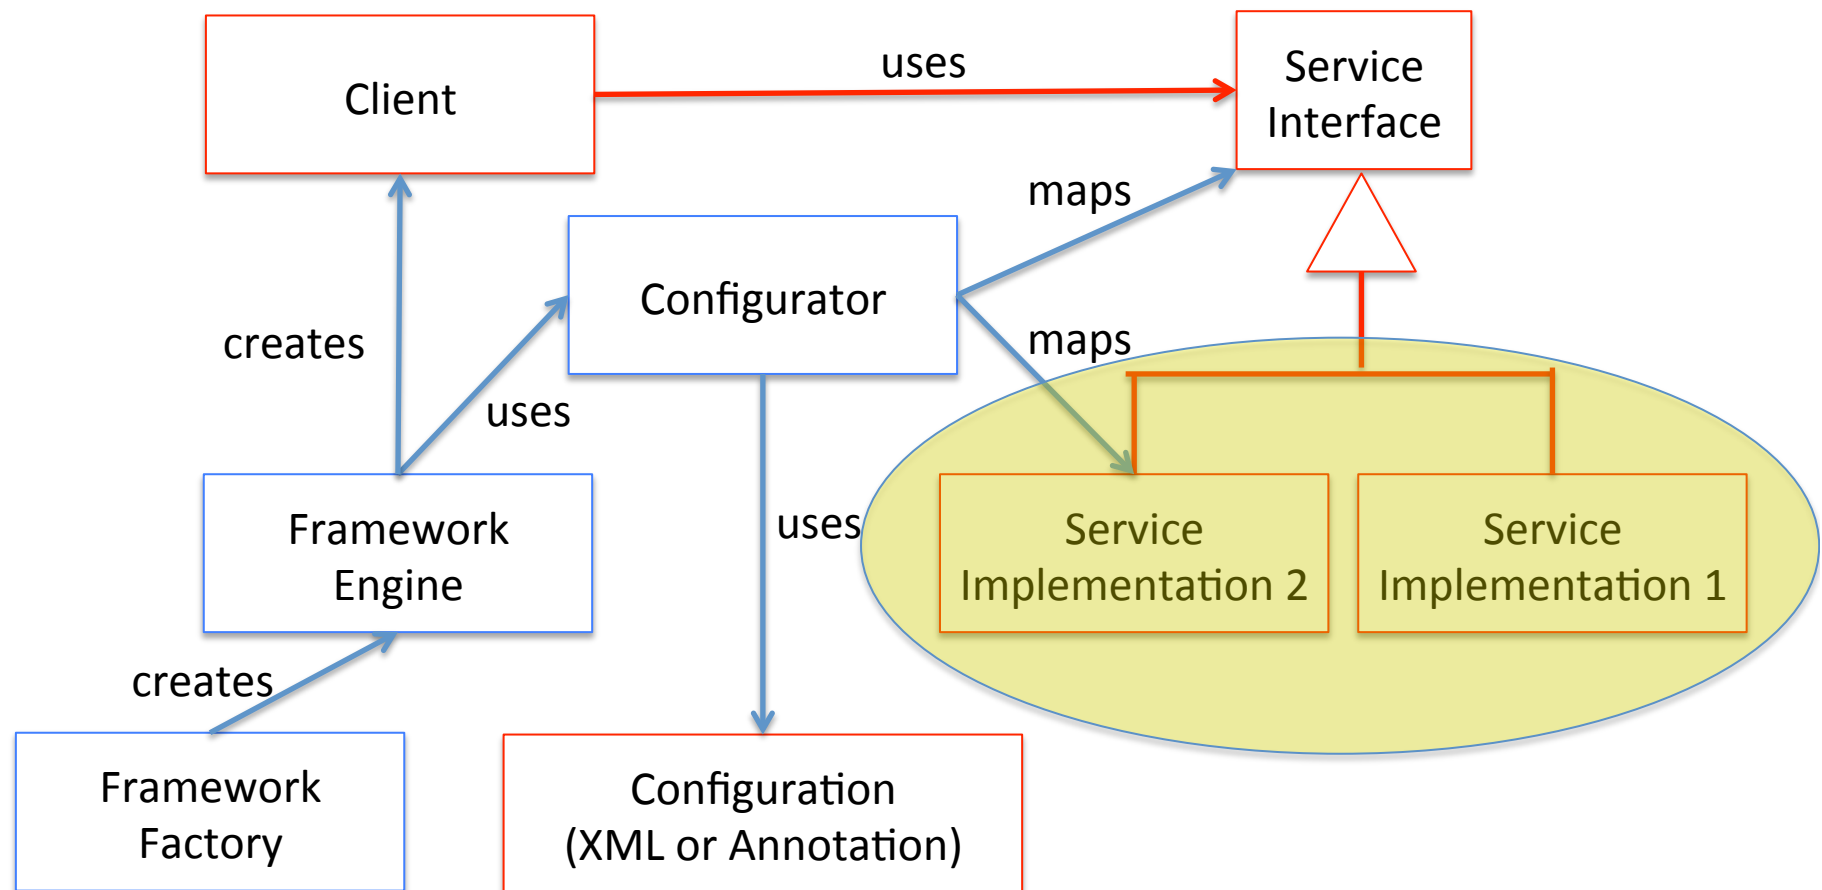 uses
Client
Service
Interface
maps
Configurator
creates
maps
uses
Framework
Engine
uses
Service
Implementation 2
Service
Implementation 1
creates
Framework
Factory
Configuration
(XML or Annotation)